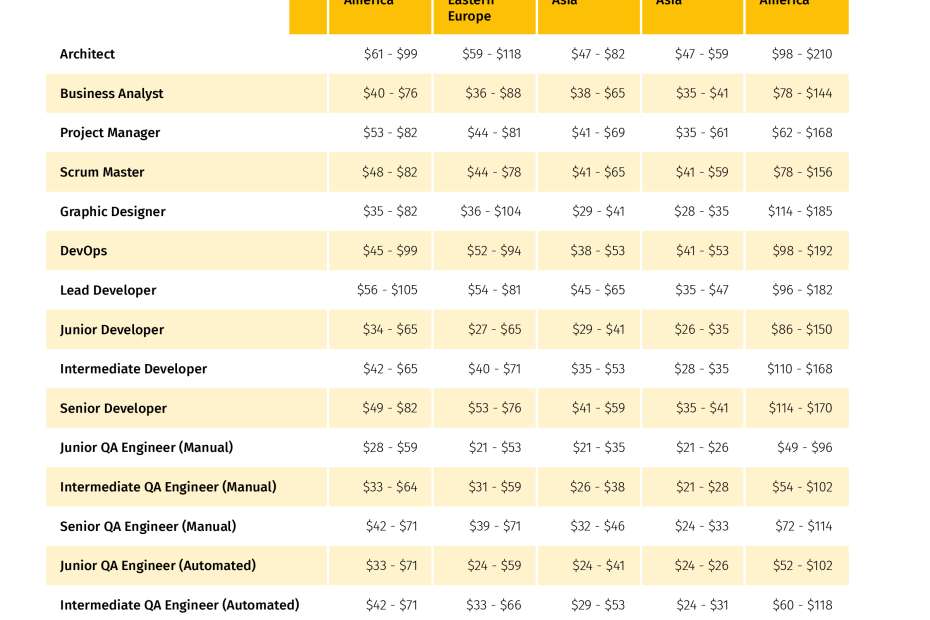 America Eastern Asia Asia America
Europe
Architect $61 - $99 $59 - $118 $47 - $82 $47 - $59 $98 - $210
Business Analyst $40 - $76 $36 - $88 $38 - $65 $35 - $41 $78 - $144
Project Manager $53 - $82 $44 - $81 $41 - $69 $35 - $61 $62 - $168
Scrum Master $48 - $82 $44 - $78 $41 - $65 $41 - $59 $78 - $156
Graphic Designer $35 - $82 $36 - $104 $29 - $41 $28 - $35 $114 - $185
DevOps $45 - $99 $52 - $94 $38 - $53 $41 - $53 $98 - $192
Lead Developer $56 - $105 $54 - $81 $45 - $65 $35 - $47 $96 - $182
Junior Developer $34 - $65 $27 - $65 $29 - $41 $26 - $35 $86 - $150
Intermediate Developer $42 - $65 $40 - $71 $35 - $53 $28 - $35 $110 - $168
Senior Developer $49 - $82 $53 - $76 $41 - $59 $35 - $41 $114 - $170
Junior QA Engineer (Manual) $28 - $59 $21 - $53 $21 - $35 $21 - $26 $49 - $96
Intermediate QA Engineer (Manual) $33 - $64 $31 - $59 $26 - $38 $21 - $28 $54 - $102
Senior QA Engineer (Manual) $42 - $71 $39 - $71 $32 - $46 $24 - $33 $72 - $114
Junior QA Engineer (Automated) $33 - $71 $24 - $59 $24 - $41 $24 - $26 $52 - $102
Intermediate QA Engineer (Automated) $42 - $71 $33 - $66 $29 - $53 $24 - $31 $60 - $118